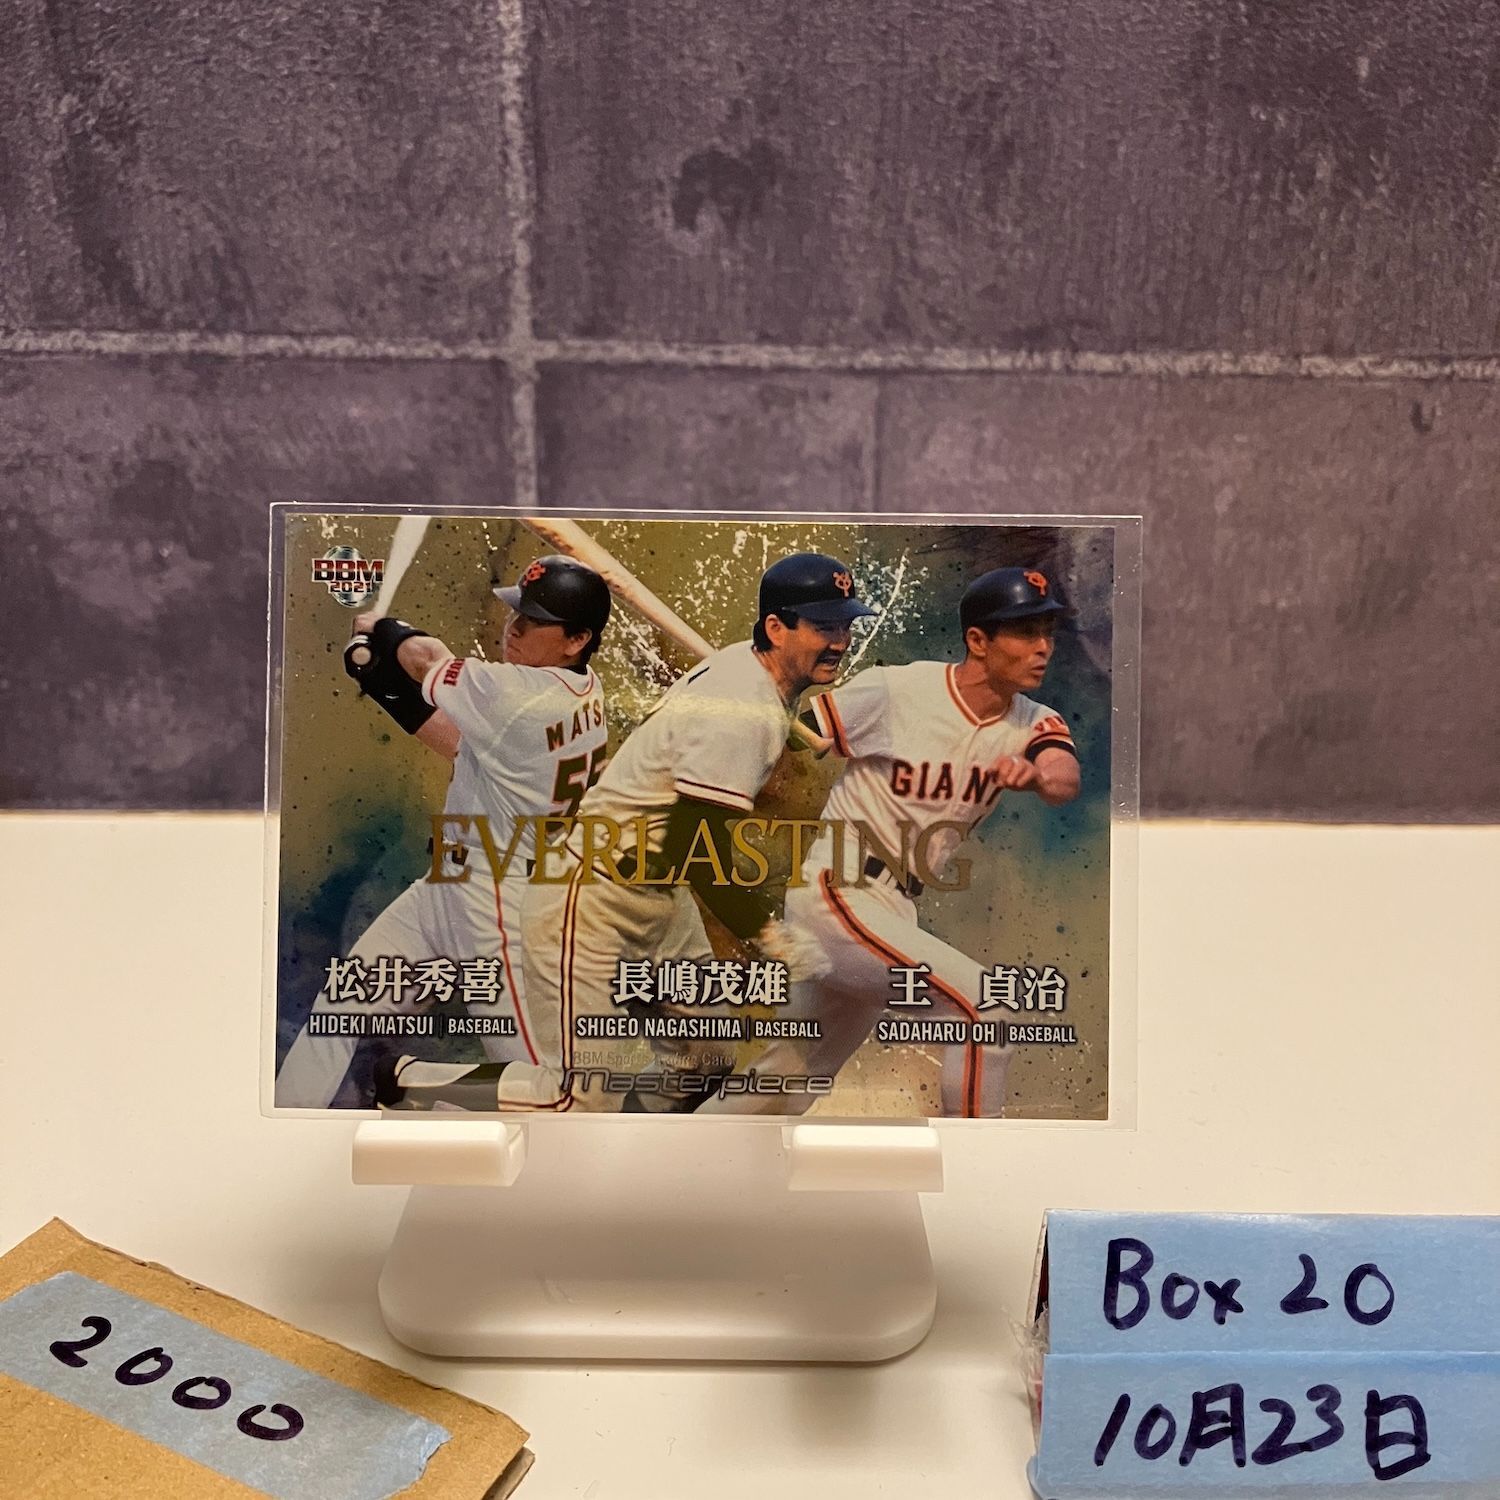 BBM
2021
YOMIURI
MATSU
55
GIANTS
EVERLASTING
松井秀喜
長嶋茂雄
王 貞治
HIDEKI MATSUI | BASEBALL
SHIGEO NAGASHIMA | BASEBALL
SADAHARU OH | BASEBALL
BBM Sports Trading Card
Masterpiece
2000
Box 20
10月23日